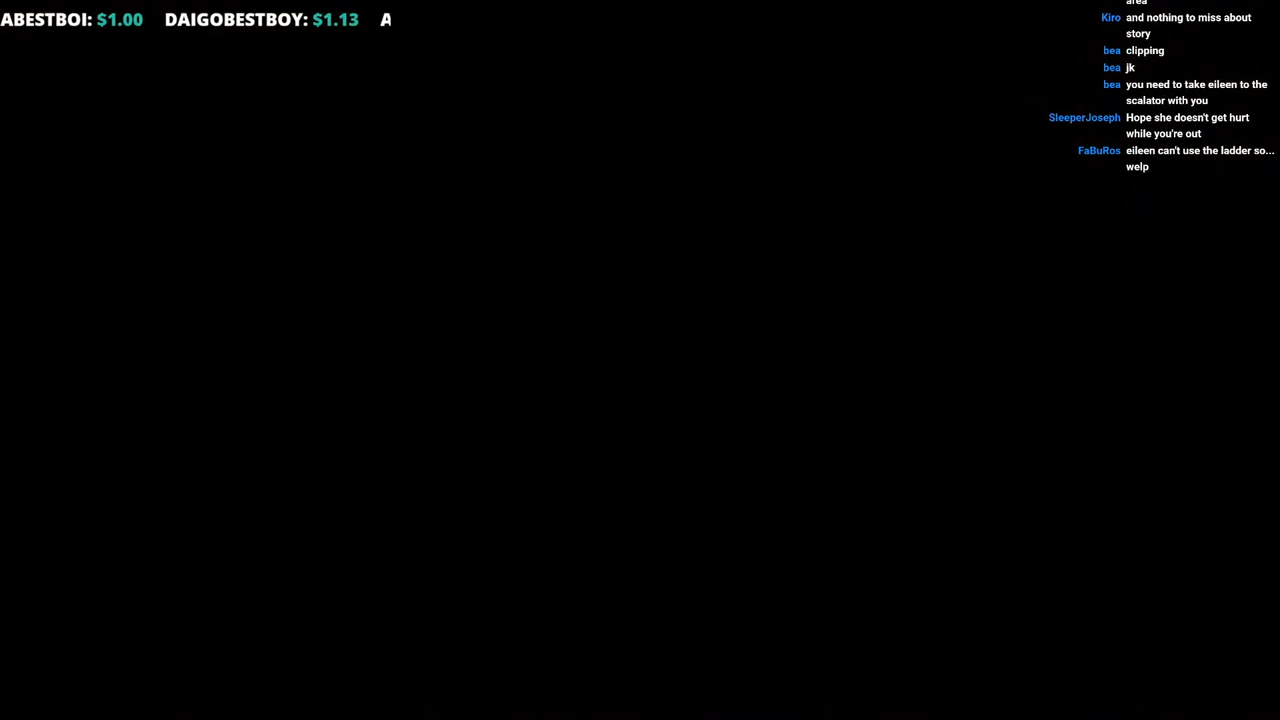 ABESTBOI: $1.00 DAIGOBESTBOY: $1.13 A
area
Kiro and nothing to miss about
story
bea clipping
bea jk
bea you need to take eileen to the
scalator with you
SleeperJoseph Hope she doesn't get hurt
while you're out
FaBuRos eileen can't use the ladder so...
welp